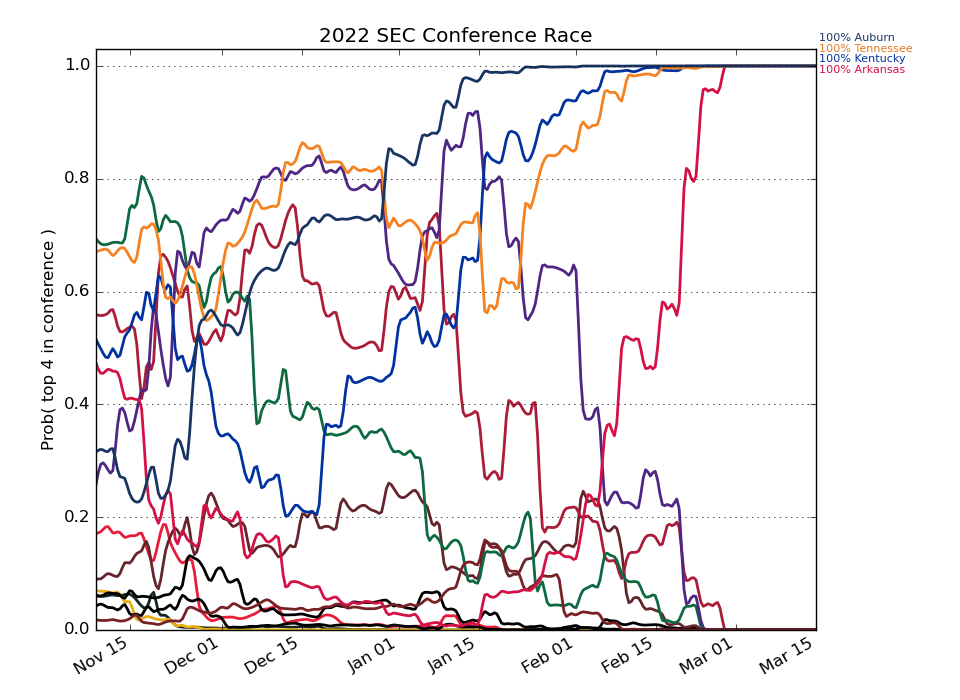 2022 SEC Conference Race
100% Auburn
100% Tennessee
100% Kentucky
100% Arkansas
Prob( top 4 in conference )
1.0
0.8
0.6
0.4
0.2
0.0
Nov 15
Dec 01
Dec 15
Jan 01
Jan 15
Feb 01
Feb 15
Mar 01
Mar 15